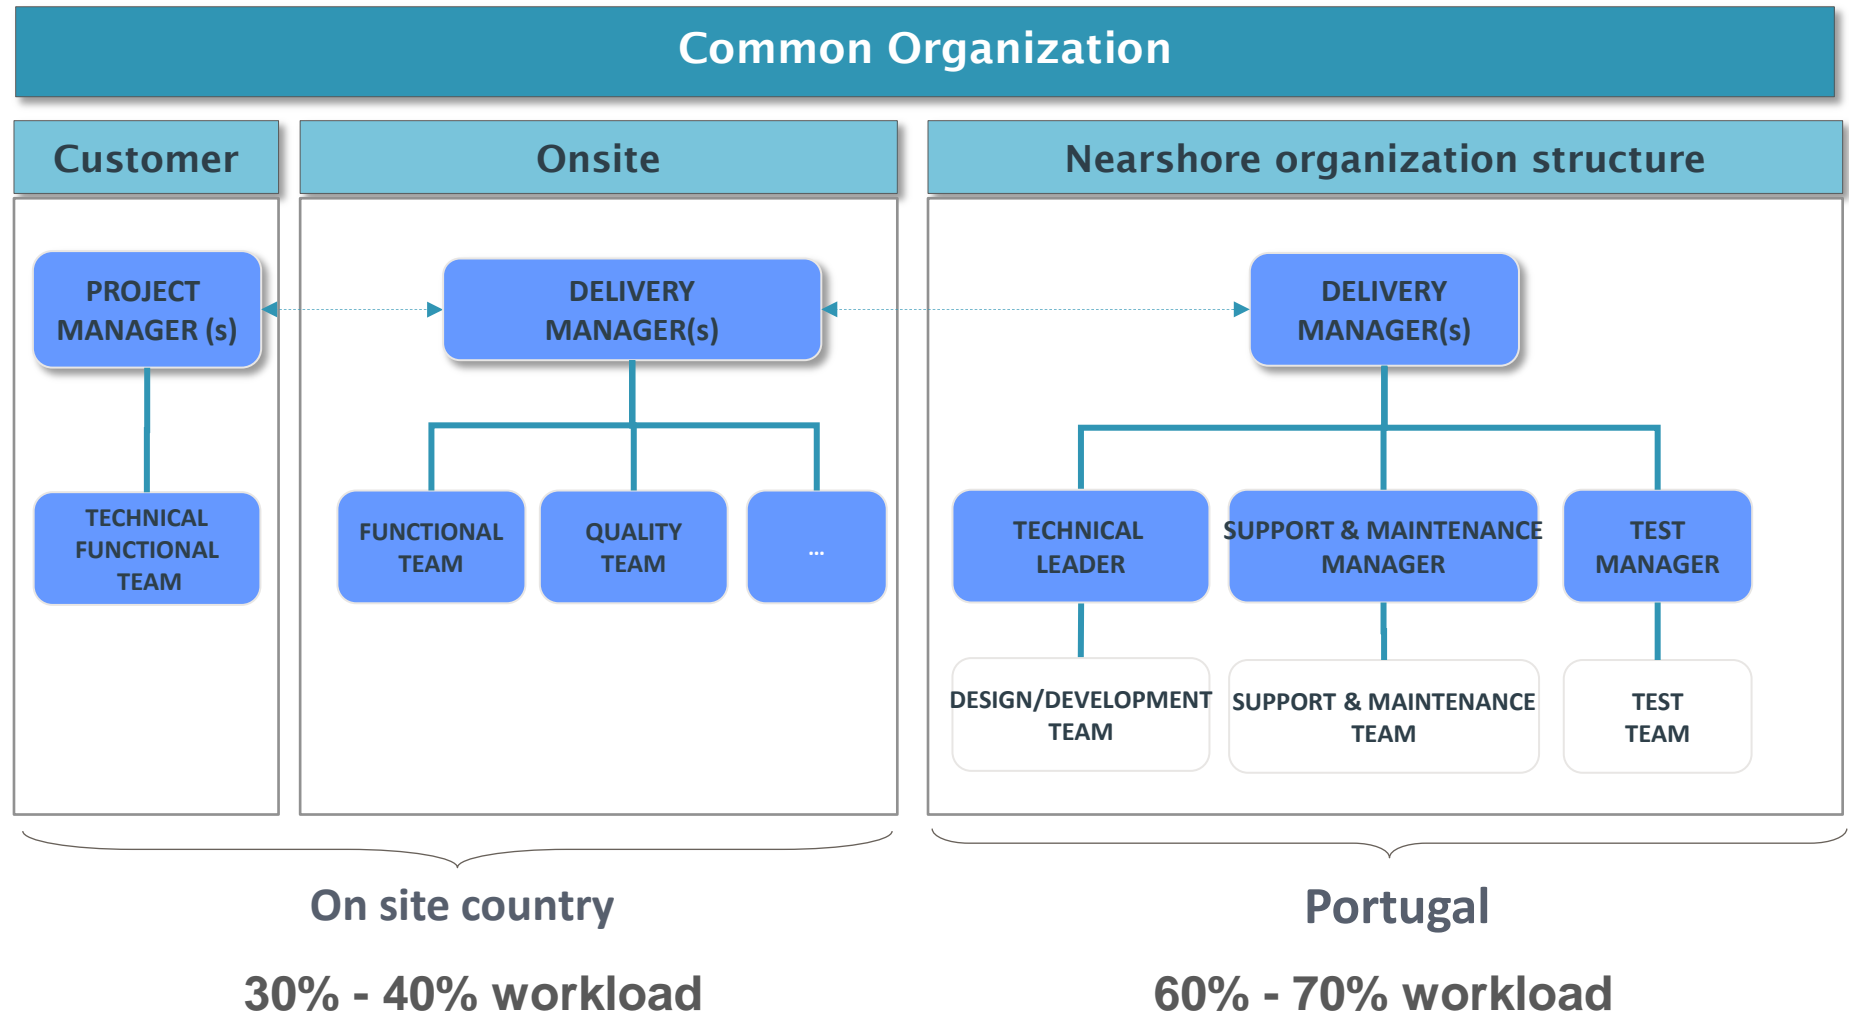 Common Organization
Customer
Onsite
Nearshore organization structure
PROJECT
MANAGER (s)
DELIVERY
MANAGER(s)
DELIVERY
MANAGER(s)
TECHNICAL
FUNCTIONAL
TEAM
FUNCTIONAL
TEAM
QUALITY
TEAM
...
TECHNICAL
LEADER
SUPPORT & MAINTENANCE
MANAGER
TEST
MANAGER
DESIGN/DEVELOPMENT
TEAM
SUPPORT & MAINTENANCE
TEAM
TEST
TEAM
On site country
Portugal
30% - 40% workload
60% - 70% workload